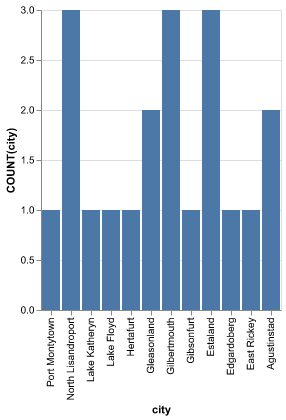 COUNT(city)
3.0
2.5
2.0
1.5
1.0
0.5
0.0
Port Montytown
North Lisandroport
Lake Katheryn
Lake Floyd
Hertafurt
Gleasonland
Gilbertmouth
Gibsonfurt
Estaland
Edgardoberg
East Rickey
Agustinstad
city